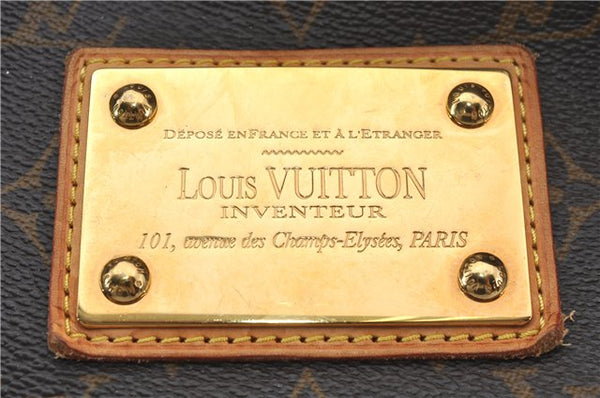 DÉPOSÉ EN FRANCE ET À L'ETRANGER
LOUIS VUITTON
INVENTEUR
101, avenue des Champs-Elysées, PARIS